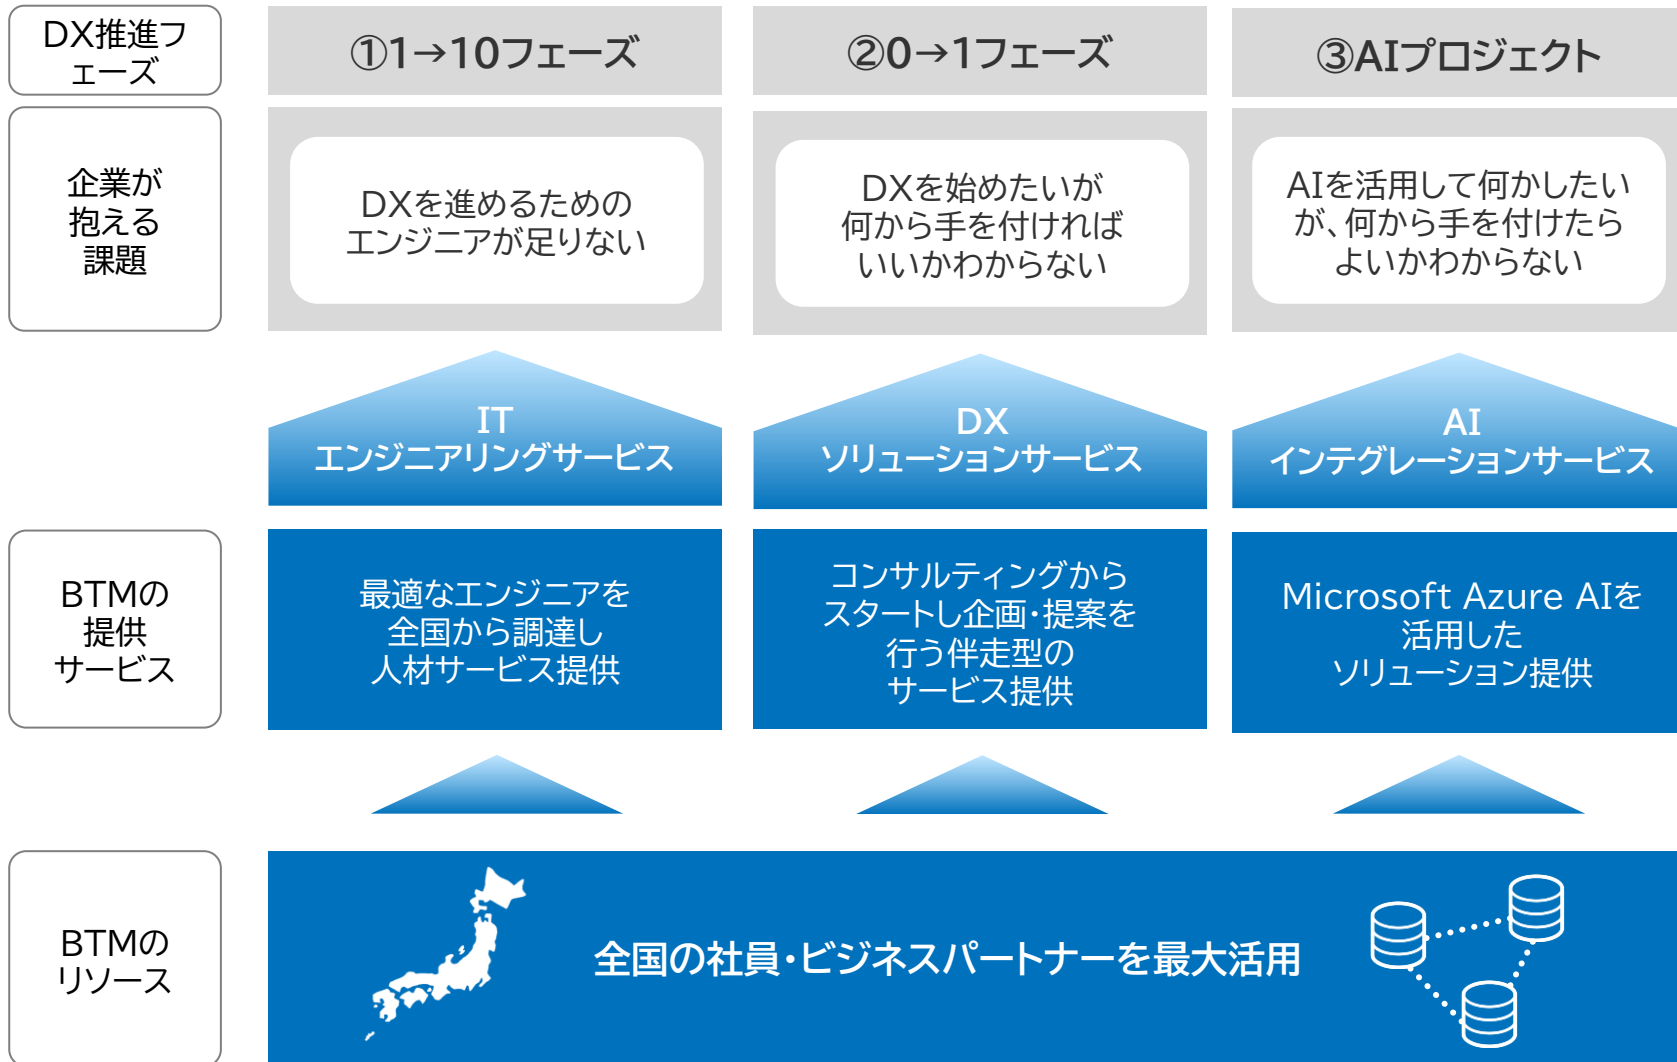 DX推進フ
ェーズ
①1→10フェーズ
②0→1フェーズ
③AIプロジェクト
企業が
抱える
課題
DXを進めるための
エンジニアが足りない
DXを始めたいが
何から手を付ければ
いいかわからない
AIを活用して何かしたい
が、何から手を付けたら
よいかわからない
IT
エンジニアリングサービス
DX
ソリューションサービス
AI
インテグレーションサービス
BTMの
提供
サービス
最適なエンジニアを
全国から調達し
人材サービス提供
コンサルティングから
スタートし企画・提案を
行う伴走型の
サービス提供
Microsoft Azure AIを
活用した
ソリューション提供
BTMの
リソース
全国の社員・ビジネスパートナーを最大活用